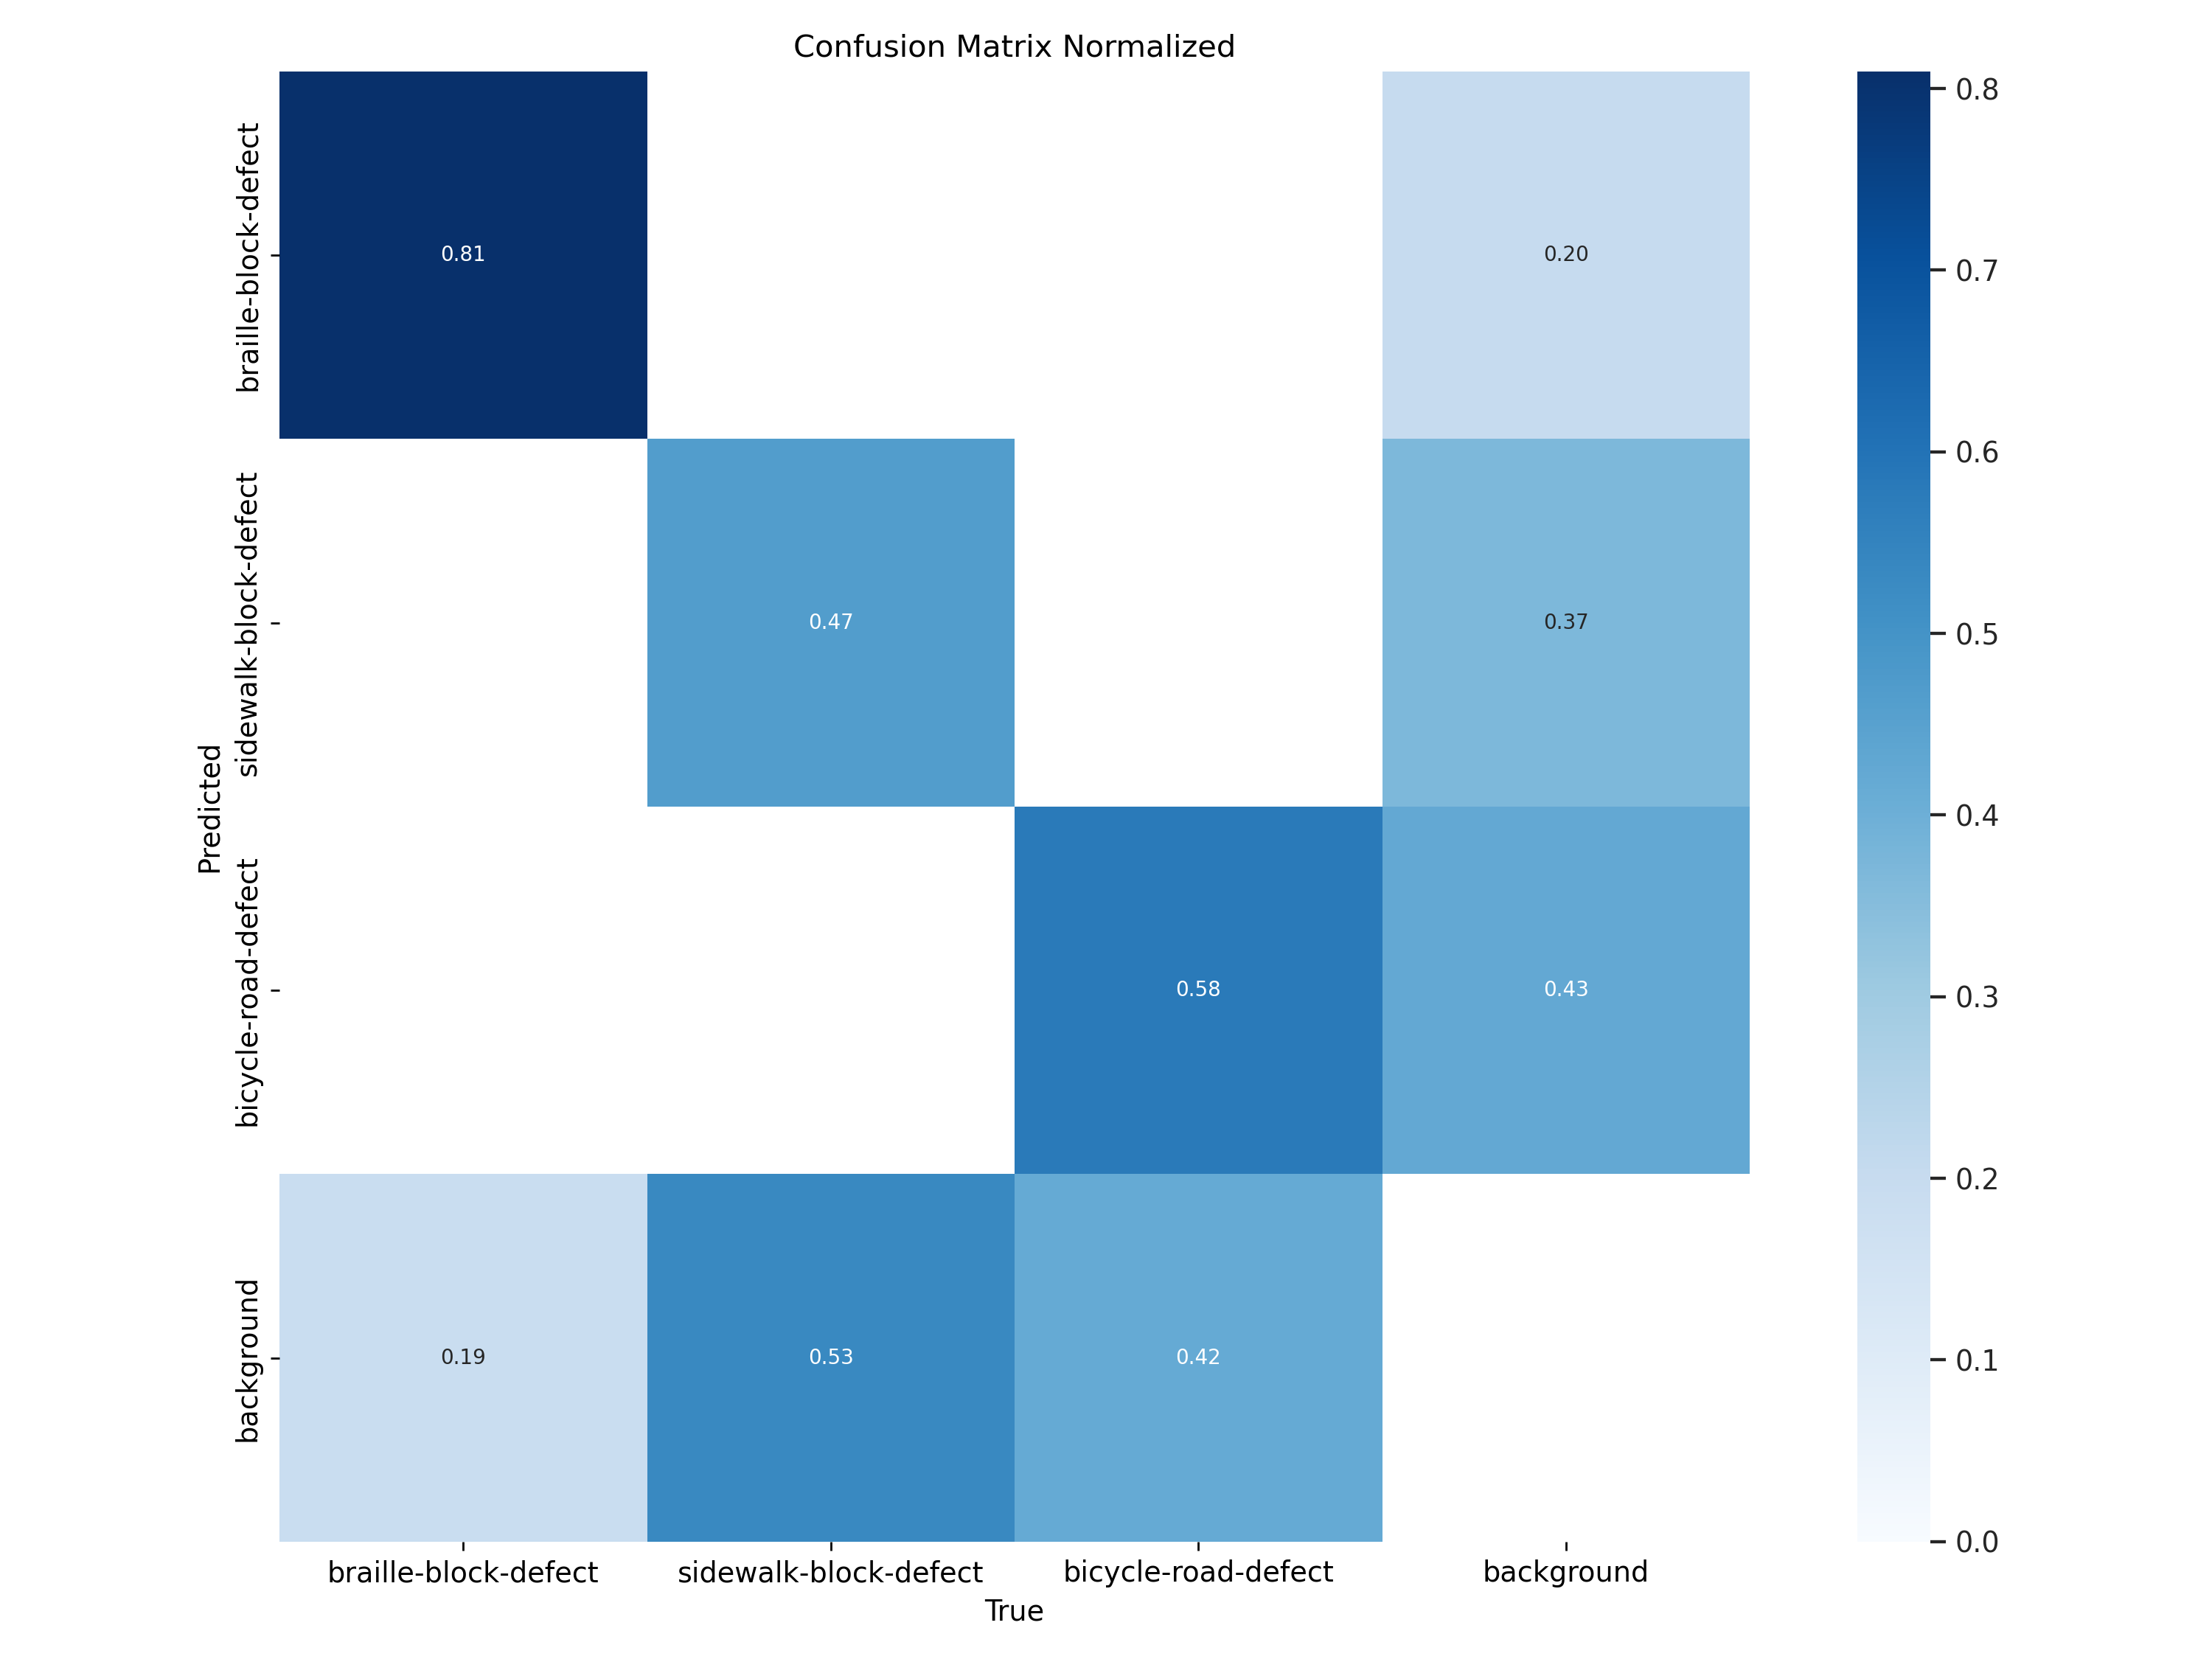 Confusion Matrix Normalized
Predicted
braille-block-defect
sidewalk-block-defect
bicycle-road-defect
background
0.81
0.20
0.47
0.37
0.58
0.43
0.19
0.53
0.42
braille-block-defect
sidewalk-block-defect
bicycle-road-defect
background
True
0.8
0.7
0.6
0.5
0.4
0.3
0.2
0.1
0.0